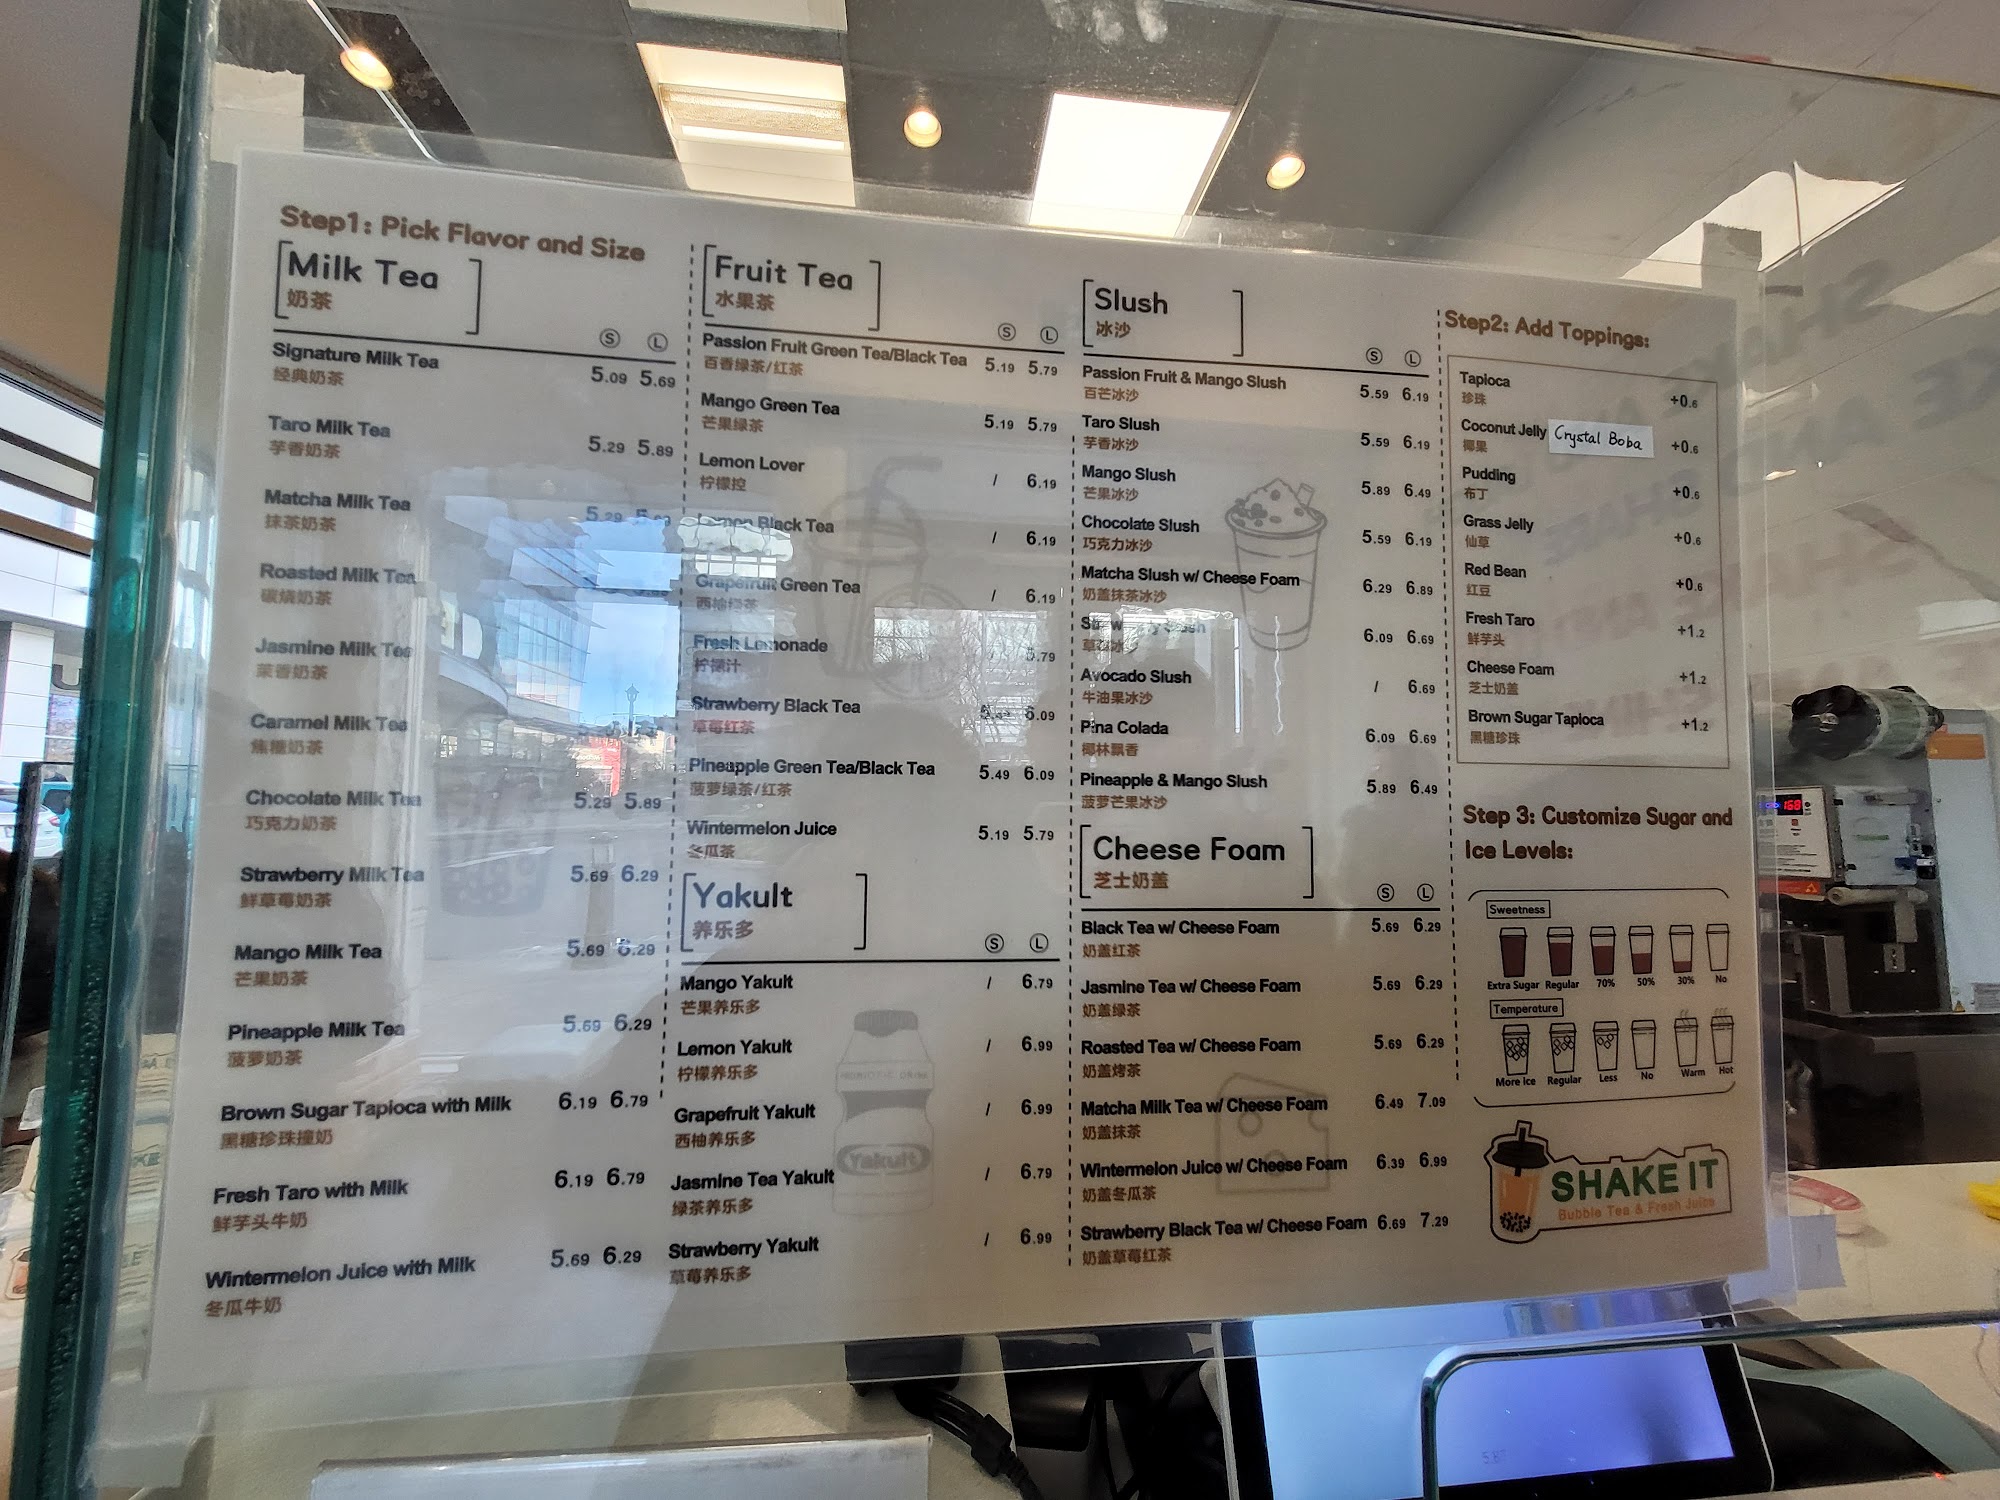 Step1: Pick Flavor and Size
Milk Tea
奶茶
S L
Signature Milk Tea 5.09 5.69
经典奶茶
Taro Milk Tea 5.29 5.89
芋香奶茶
Matcha Milk Tea 5.29
抹茶奶茶
Roasted Milk Tea
碳烧奶茶
Jasmine Milk Tea
茉香奶茶
Caramel Milk Tea
焦糖奶茶
Chocolate Milk Tea 5.29 5.89
巧克力奶茶
Strawberry Milk Tea 5.69 6.29
鲜草莓奶茶
Mango Milk Tea 5.69 6.29
芒果奶茶
Pineapple Milk Tea 5.69 6.29
菠萝奶茶
Brown Sugar Tapioca with Milk 6.19 6.79
黑糖珍珠撞奶
Fresh Taro with Milk 6.19 6.79
鲜芋头牛奶
Wintermelon Juice with Milk 5.69 6.29
冬瓜牛奶
Fruit Tea
水果茶
S L
Passion Fruit Green Tea/Black Tea 5.19 5.79
百香绿茶/红茶
Mango Green Tea 5.19 5.79
芒果绿茶
Lemon Lover / 6.19
柠檬控
Lemon Black Tea / 6.19
Grapefruit Green Tea / 6.19
西柚绿茶
Fresh Lemonade 5.79
柠檬汁
Strawberry Black Tea 5.49 6.09
草莓红茶
Pineapple Green Tea/Black Tea 5.49 6.09
菠萝绿茶/红茶
Wintermelon Juice 5.19 5.79
冬瓜茶
Yakult
养乐多
S L
Mango Yakult / 6.79
芒果养乐多
Lemon Yakult / 6.99
柠檬养乐多
Grapefruit Yakult / 6.99
西柚养乐多
Jasmine Tea Yakult / 6.79
绿茶养乐多
Strawberry Yakult / 6.99
草莓养乐多
Yakult
Slush
冰沙
S L
Passion Fruit & Mango Slush 5.59 6.19
百芒冰沙
Taro Slush 5.59 6.19
芋香冰沙
Mango Slush 5.89 6.49
芒果冰沙
Chocolate Slush 5.59 6.19
巧克力冰沙
Matcha Slush w/ Cheese Foam 6.29 6.89
奶盖抹茶冰沙
Strawberry Slush 6.09 6.69
草莓冰沙
Avocado Slush / 6.69
牛油果冰沙
Pina Colada 6.09 6.69
椰林飘香
Pineapple & Mango Slush 5.89 6.49
菠萝芒果冰沙
Cheese Foam
芝士奶盖
S L
Black Tea w/ Cheese Foam 5.69 6.29
奶盖红茶
Jasmine Tea w/ Cheese Foam 5.69 6.29
奶盖绿茶
Roasted Tea w/ Cheese Foam 5.69 6.29
奶盖烤茶
Matcha Milk Tea w/ Cheese Foam 6.49 7.09
奶盖抹茶
Wintermelon Juice w/ Cheese Foam 6.39 6.99
奶盖冬瓜茶
Strawberry Black Tea w/ Cheese Foam 6.69 7.29
奶盖草莓红茶
Step2: Add Toppings:
Tapioca +0.6
珍珠
Coconut Jelly Crystal Boba +0.6
椰果
Pudding +0.6
布丁
Grass Jelly +0.6
仙草
Red Bean +0.6
红豆
Fresh Taro +1.2
鲜芋头
Cheese Foam +1.2
芝士奶盖
Brown Sugar Tapioca +1.2
黑糖珍珠
Step 3: Customize Sugar and
Ice Levels:
Sweetness
Extra Sugar Regular 70% 50% 30% No
Temperature
More Ice Regular Less No Warm Hot
SHAKE IT
Bubble Tea & Fresh Juice
168